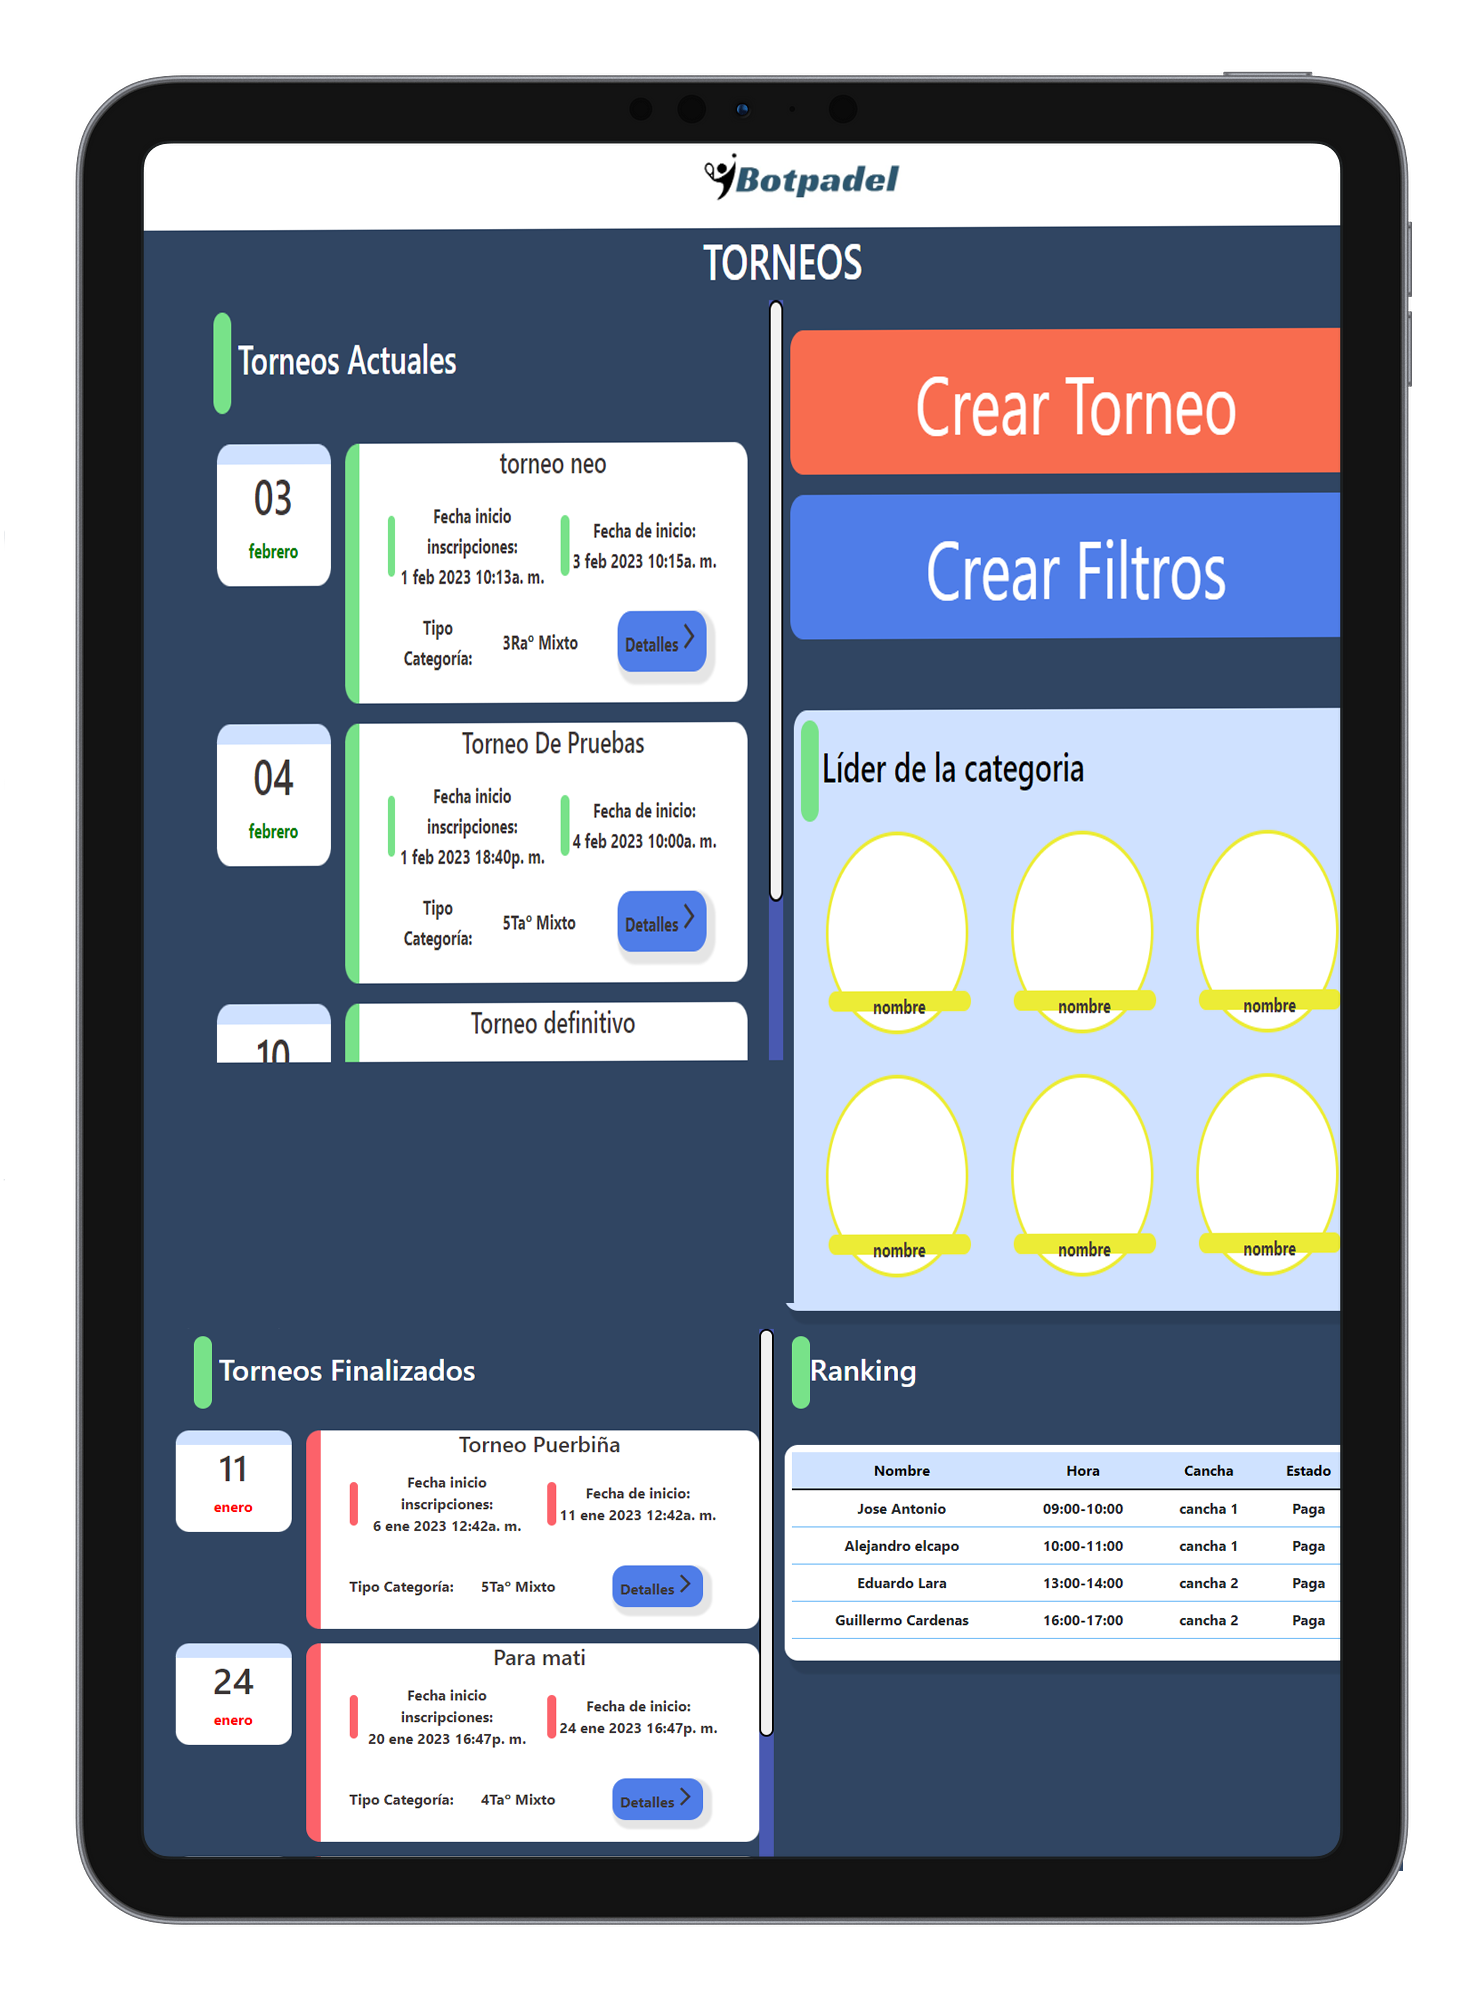 Botpadel
TORNEOS
Torneos Actuales
03
febrero
torneo neo
Fecha inicio
inscripciones:
1 feb 2023 10:13a. m.
Fecha de inicio:
3 feb 2023 10:15a. m.
Tipo
Categoría:
3Raº Mixto
Detalles
04
febrero
Torneo De Pruebas
Fecha inicio
inscripciones:
1 feb 2023 18:40p. m.
Fecha de inicio:
4 feb 2023 10:00a. m.
Tipo
Categoría:
5Taº Mixto
Detalles
10
Torneo definitivo
Crear Torneo
Crear Filtros
Líder de la categoria
nombre nombre nombre
nombre nombre nombre
Torneos Finalizados
11
enero
Torneo Puerbiña
Fecha inicio
inscripciones:
6 ene 2023 12:42a. m.
Fecha de inicio:
11 ene 2023 12:42a. m.
Tipo Categoría: 5Taº Mixto
Detalles
24
enero
Para mati
Fecha inicio
inscripciones:
20 ene 2023 16:47p. m.
Fecha de inicio:
24 ene 2023 16:47p. m.
Tipo Categoría: 4Taº Mixto
Detalles
Ranking
Nombre Hora Cancha Estado
Jose Antonio 09:00-10:00 cancha 1 Paga
Alejandro elcapo 10:00-11:00 cancha 1 Paga
Eduardo Lara 13:00-14:00 cancha 2 Paga
Guillermo Cardenas 16:00-17:00 cancha 2 Paga